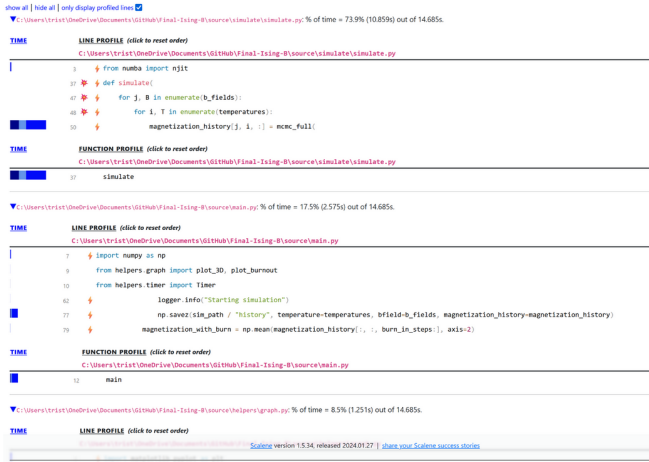 show all | hide all | only display profiled lines
▼C:\Users\trist\OneDrive\Documents\GitHub\Final-Ising-B\source\simulate\simulate.py: % of time = 73.9% (10.859s) out of 14.685s.
TIME LINE PROFILE (click to reset order)
C:\Users\trist\OneDrive\Documents\GitHub\Final-Ising-B\source\simulate\simulate.py
3 from numba import njit
37 def simulate(
47 for j, B in enumerate(b_fields):
48 for i, T in enumerate(temperatures):
50 magnetization_history[j, i, :] = mcmc_full(
TIME FUNCTION PROFILE (click to reset order)
C:\Users\trist\OneDrive\Documents\GitHub\Final-Ising-B\source\simulate\simulate.py
37 simulate
▼C:\Users\trist\OneDrive\Documents\GitHub\Final-Ising-B\source\main.py: % of time = 17.5% (2.575s) out of 14.685s.
TIME LINE PROFILE (click to reset order)
C:\Users\trist\OneDrive\Documents\GitHub\Final-Ising-B\source\main.py
7 import numpy as np
9 from helpers.graph import plot_3D, plot_burnout
10 from helpers.timer import Timer
62 logger.info("Starting simulation")
77 np.savez(sim_path / "history", temperature=temperatures, bfield=b_fields, magnetization_history=magnetization_history)
79 magnetization_with_burn = np.mean(magnetization_history[:, :, burn_in_steps:], axis=2)
TIME FUNCTION PROFILE (click to reset order)
C:\Users\trist\OneDrive\Documents\GitHub\Final-Ising-B\source\main.py
12 main
▼C:\Users\trist\OneDrive\Documents\GitHub\Final-Ising-B\source\helpers\graph.py: % of time = 8.5% (1.251s) out of 14.685s.
TIME LINE PROFILE (click to reset order)
Scalene version 1.5.34, released 2024.01.27 | share your Scalene success stories